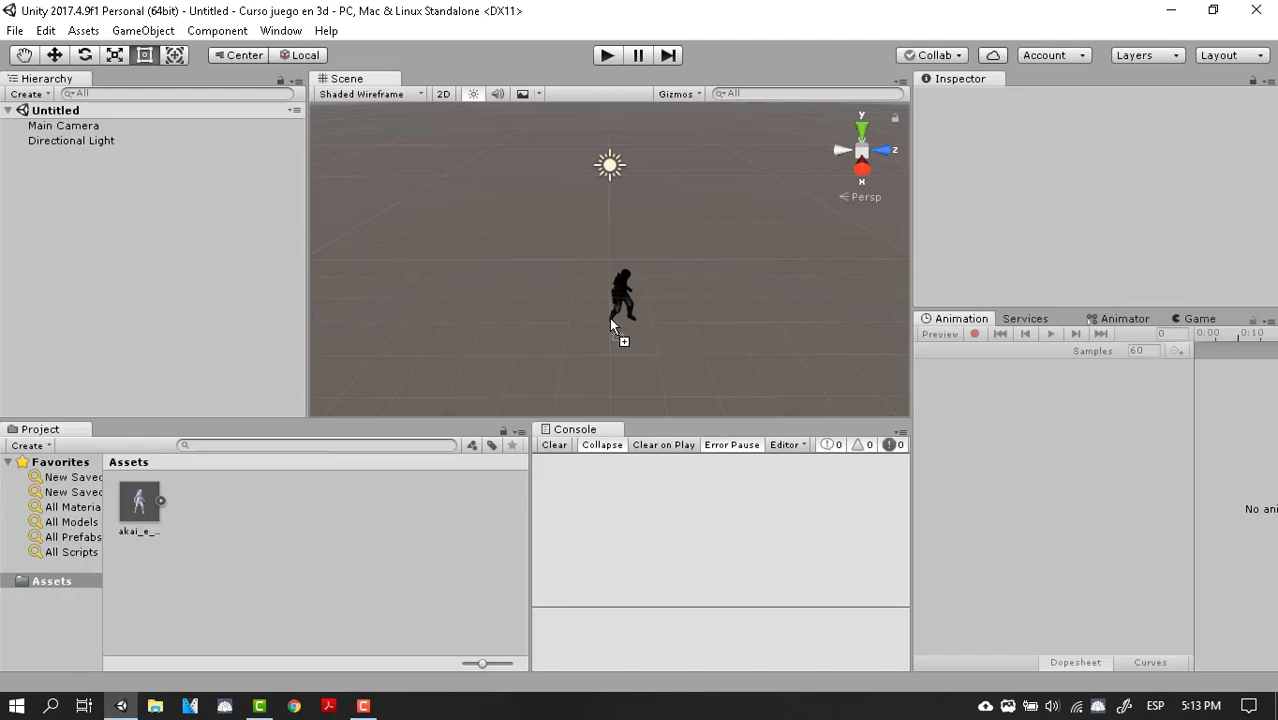 Unity 2017.4.9f1 Personal (64bit) - Untitled - Curso juego en 3d - PC, Mac & Linux Standalone <DX11>
File Edit Assets GameObject Component Window Help
Center Local Collab Account Layers Layout
Hierarchy Scene Inspector
Create All Shaded Wireframe 2D Gizmos All
Untitled
Main Camera
Directional Light
y
z
x
Persp
Animation Services Animator Game
Preview 0 0:00 0:10
Samples 60
Project Console
Create Clear Collapse Clear on Play Error Pause Editor 0 0 0
Favorites Assets
New Saved
New Saved
All Materia
All Models
All Prefabs
All Scripts
akai_e_...
No ani
Assets
Dopesheet Curves
ESP 5:13 PM